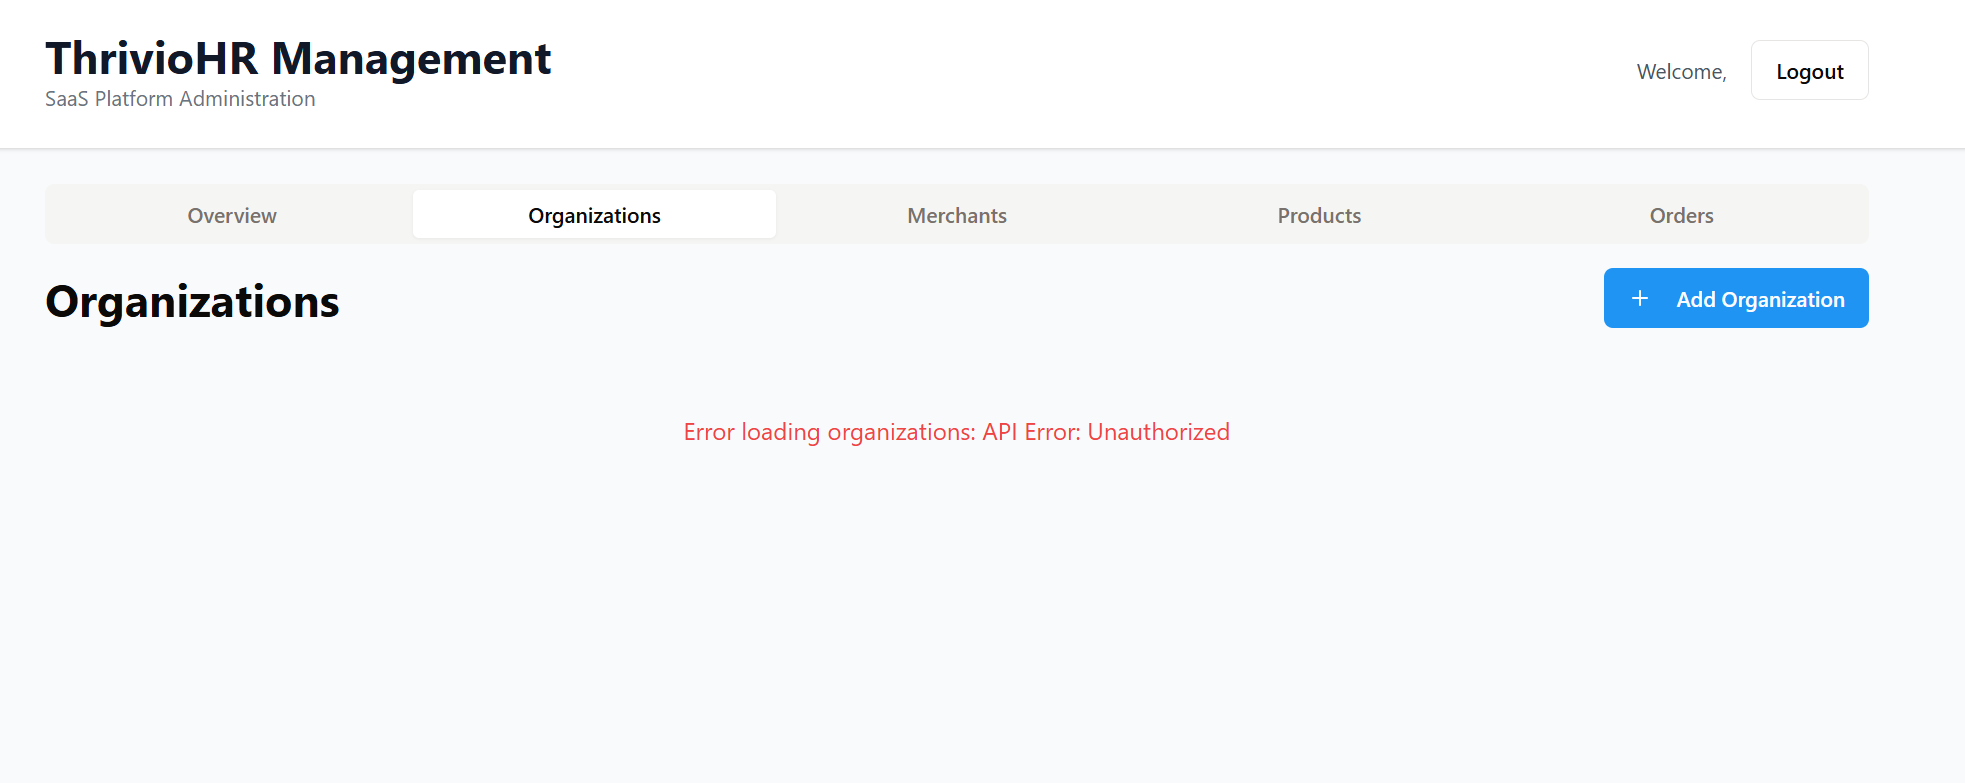 ThrivioHR Management
SaaS Platform Administration
Welcome,
Logout
Overview
Organizations
Merchants
Products
Orders
Organizations
+ Add Organization
Error loading organizations: API Error: Unauthorized